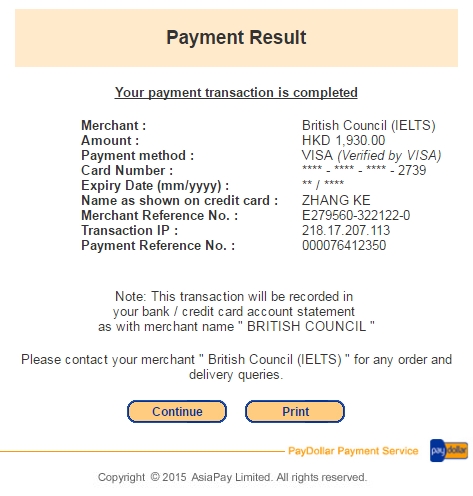 Payment Result
Your payment transaction is completed
Merchant : British Council (IELTS)
Amount : HKD 1,930.00
Payment method : VISA (Verified by VISA)
Card Number : **** - **** - **** - 2739
Expiry Date (mm/yyyy) : ** / ****
Name as shown on credit card : ZHANG KE
Merchant Reference No. : E279560-322122-0
Transaction IP : 218.17.207.113
Payment Reference No. : 000076412350
Note: This transaction will be recorded in
your bank / credit card account statement
as with merchant name " BRITISH COUNCIL "
Please contact your merchant " British Council (IELTS) " for any order and
delivery queries.
Continue Print
PayDollar Payment Service paydollar
Copyright © 2015 AsiaPay Limited. All rights reserved.